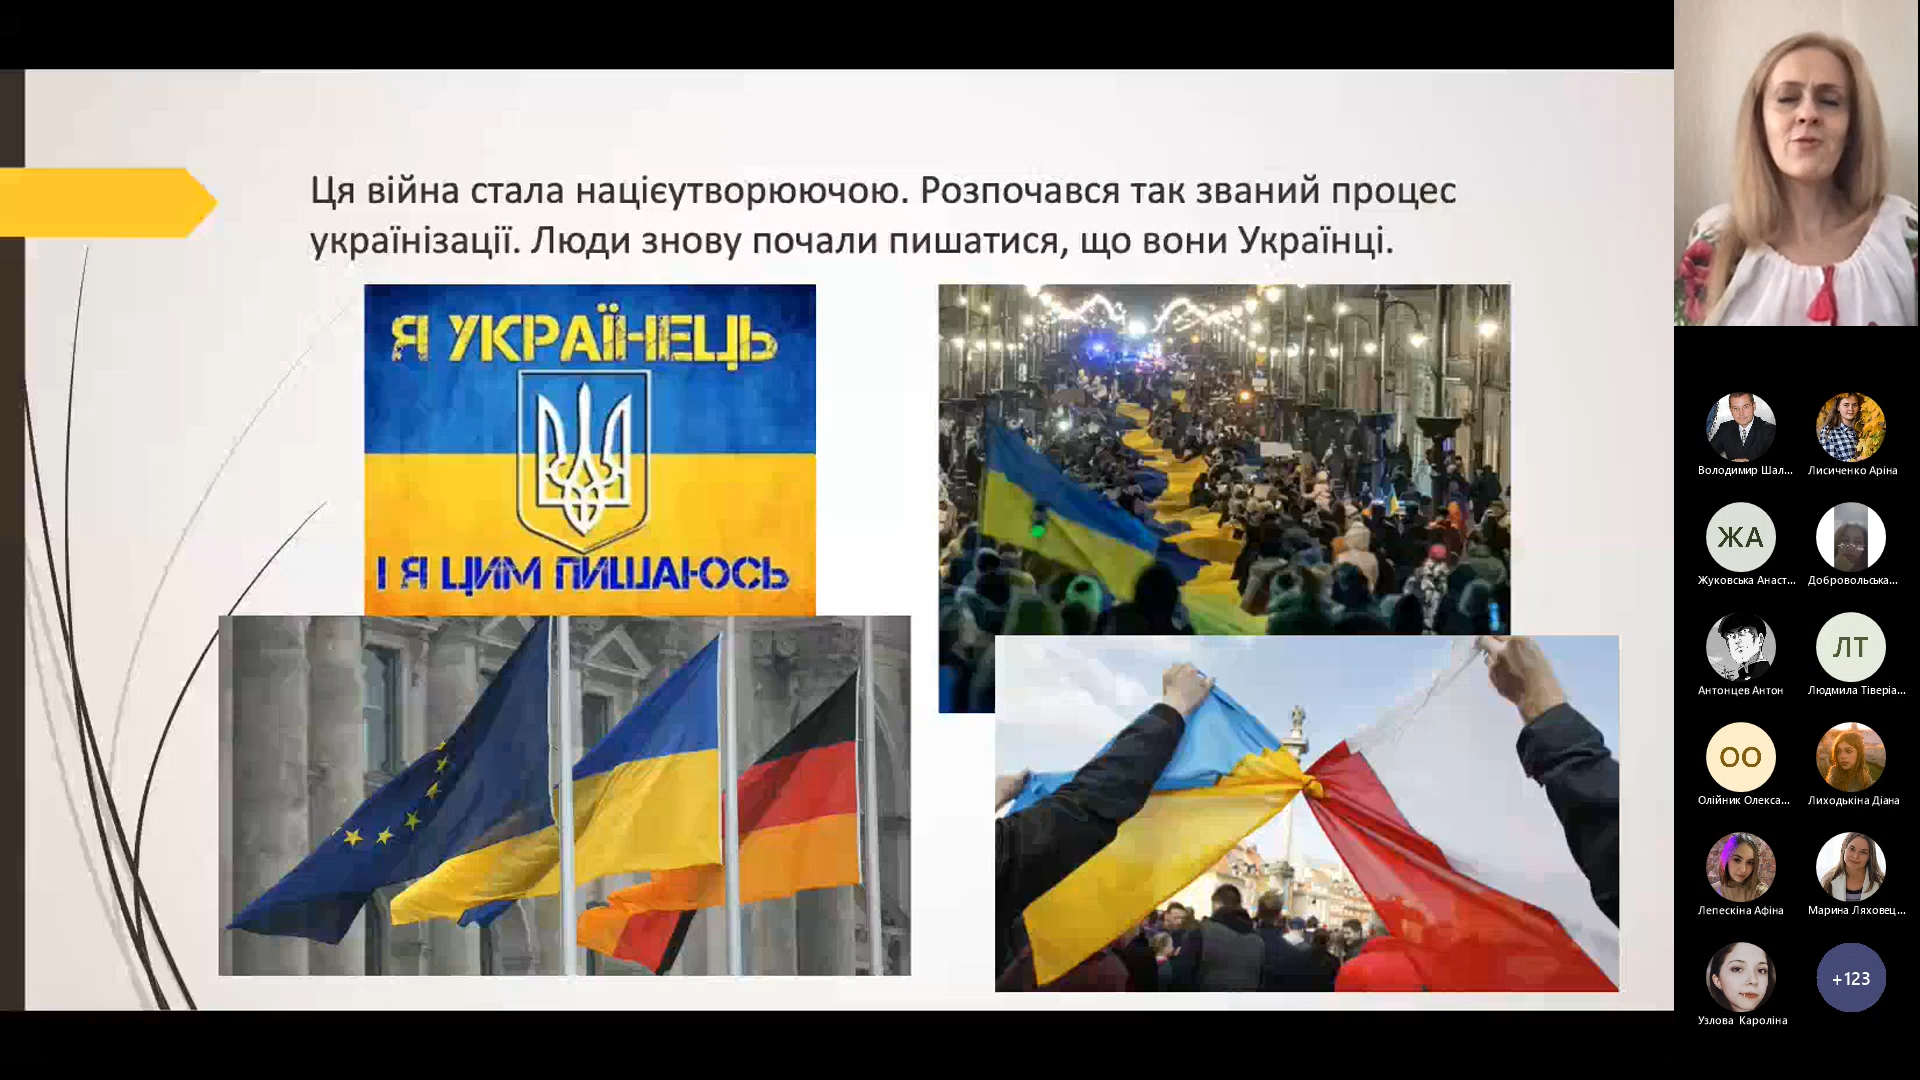 Ця війна стала націєутворюючою. Розпочався так званий процес
українізації. Люди знову почали пишатися, що вони Українці.
Я УКРАЇНЕЦЬ
І Я ЦИМ ПИШАЮСЬ
Володимир Шал...
Лисиченко Аріна
ЖА
Жуковська Анаст...
Добровольська...
Антонцев Антон
ЛТ
Людмила Тіверіа...
ОО
Олійник Олекса...
Лиходькіна Діана
Лепескіна Афіна
Марина Ляховец...
Узлова Кароліна
+123